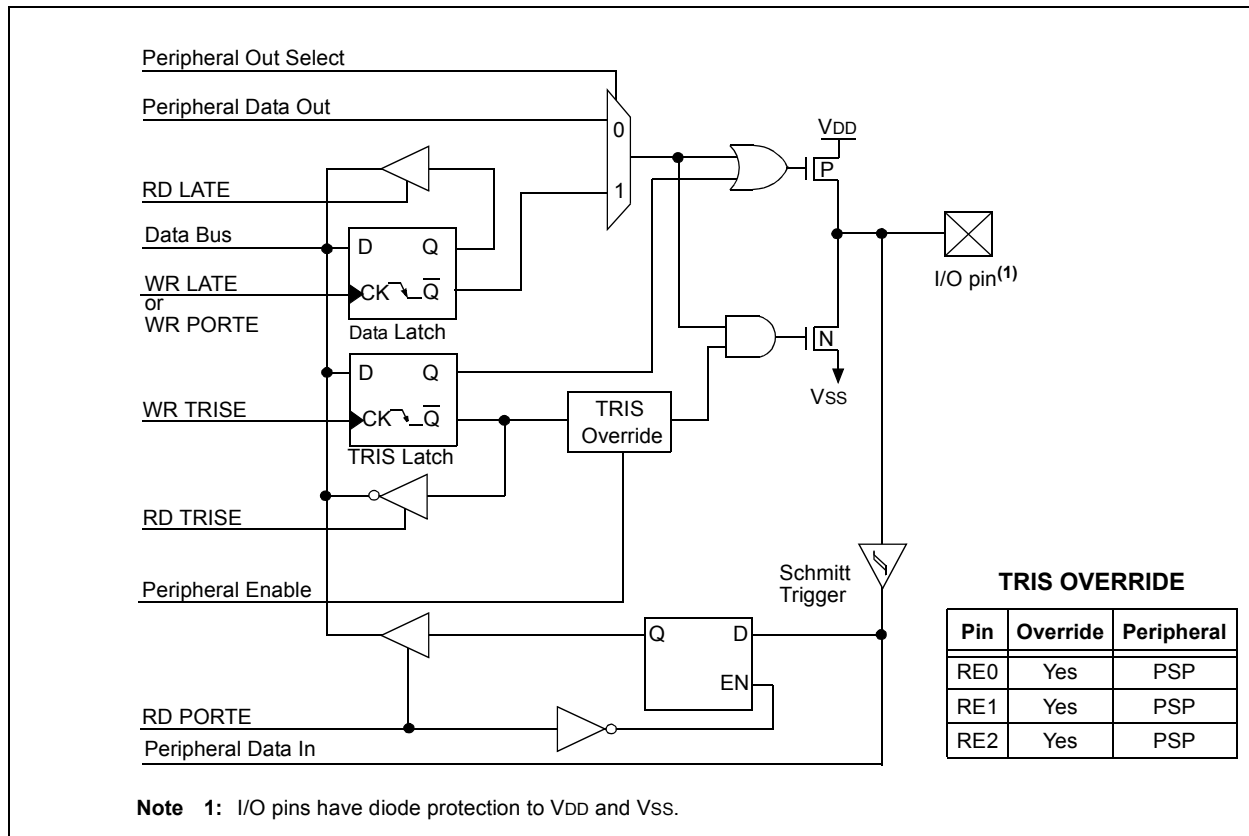 Peripheral Out Select
Peripheral Data Out
0
1
VDD
P
RD LATE
Data Bus
D Q
WR LATE
or
WR PORTE
CK Q̅
Data Latch
I/O pin(1)
N
VSS
D Q
WR TRISE
CK Q̅
TRIS Latch
TRIS
Override
RD TRISE
Peripheral Enable
Schmitt
Trigger
Q D
EN
RD PORTE
Peripheral Data In
TRIS OVERRIDE
Pin Override Peripheral
RE0 Yes PSP
RE1 Yes PSP
RE2 Yes PSP
Note 1: I/O pins have diode protection to VDD and VSS.